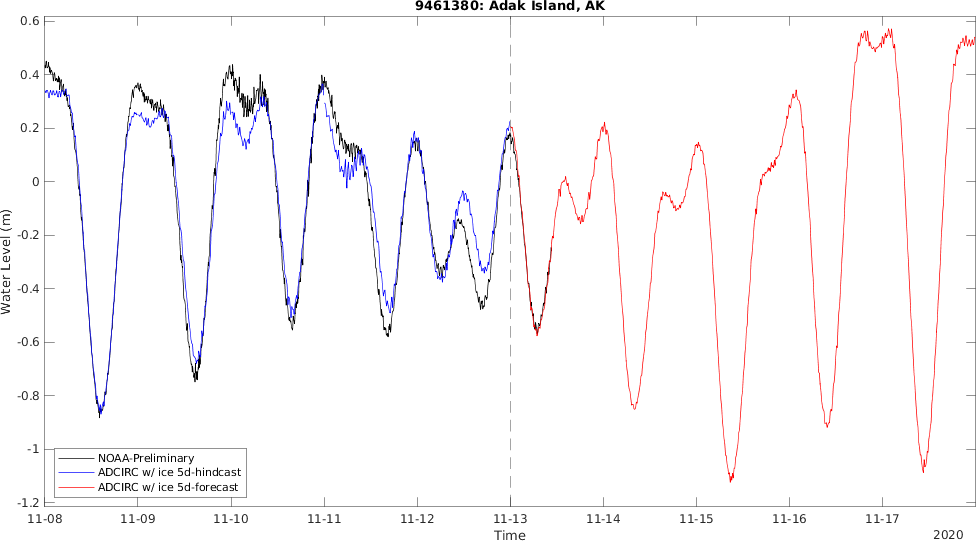 9461380: Adak Island, AK
Water Level (m)
0.6
0.4
0.2
0
-0.2
-0.4
-0.6
-0.8
-1
-1.2
NOAA-Preliminary
ADCIRC w/ ice 5d-hindcast
ADCIRC w/ ice 5d-forecast
11-08 11-09 11-10 11-11 11-12 11-13 11-14 11-15 11-16 11-17
Time
2020